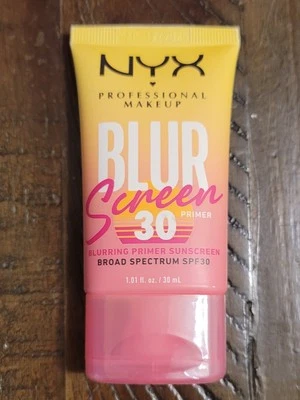 NYX
PROFESSIONAL
MAKEUP
BLUR
Screen
30 PRIMER
BLURRING PRIMER SUNSCREEN
BROAD SPECTRUM SPF30
1.01 fl. oz. / 30 mL